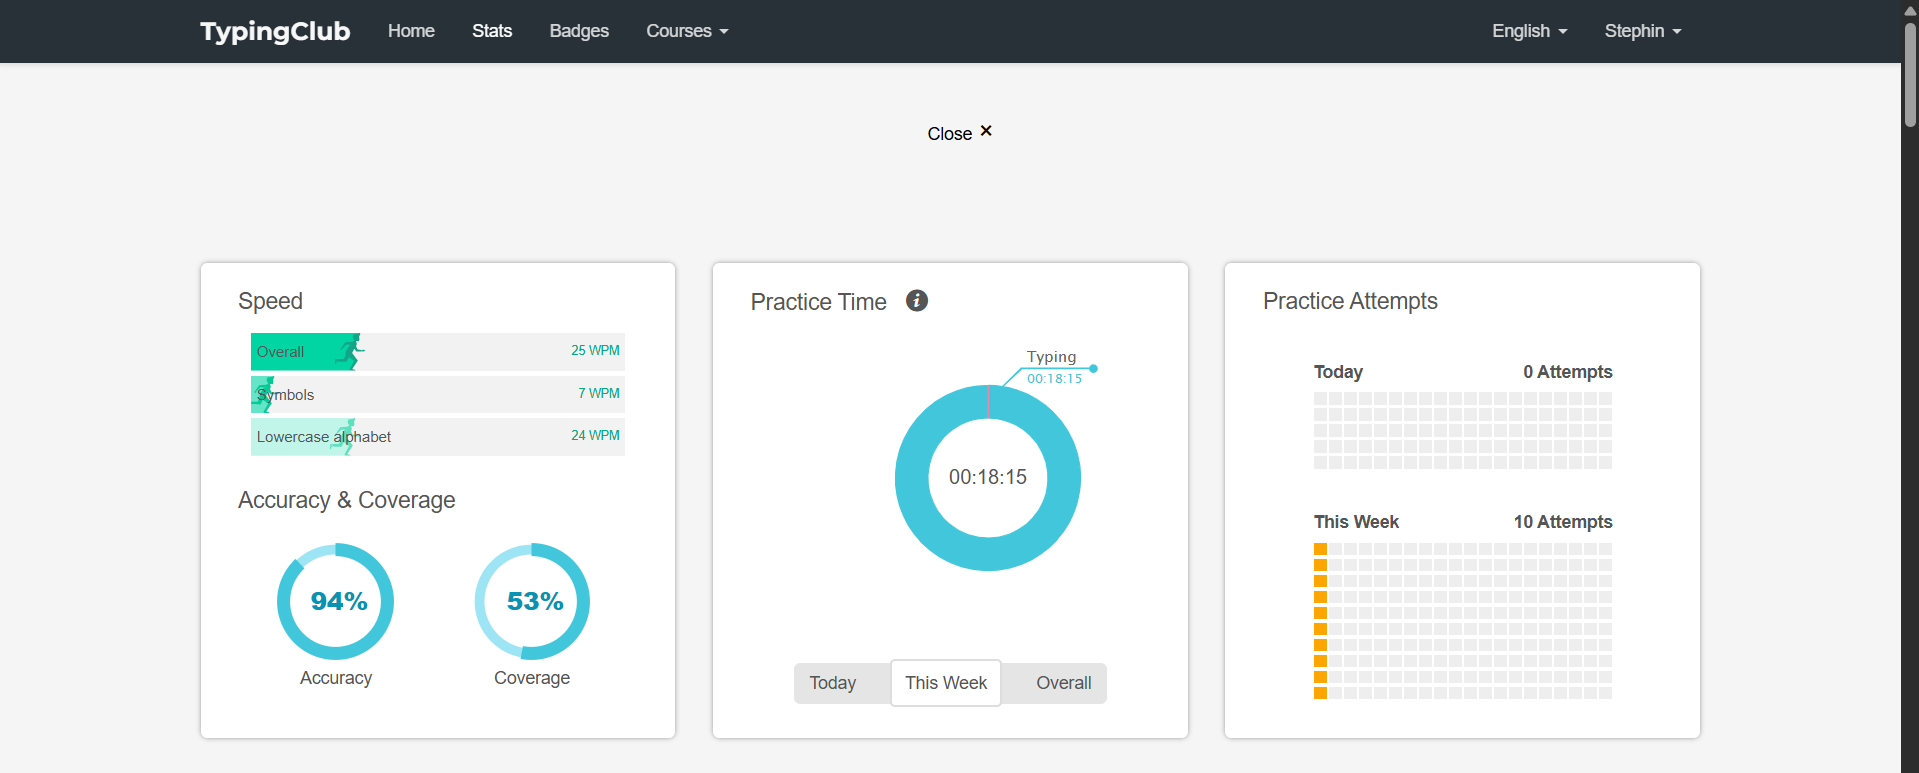 TypingClub Home Stats Badges Courses English Stephin
Close ×
Speed
Overall 25 WPM
Symbols 7 WPM
Lowercase alphabet 24 WPM
Accuracy & Coverage
94%
Accuracy
53%
Coverage
Practice Time
Typing
00:18:15
00:18:15
Today This Week Overall
Practice Attempts
Today 0 Attempts
This Week 10 Attempts